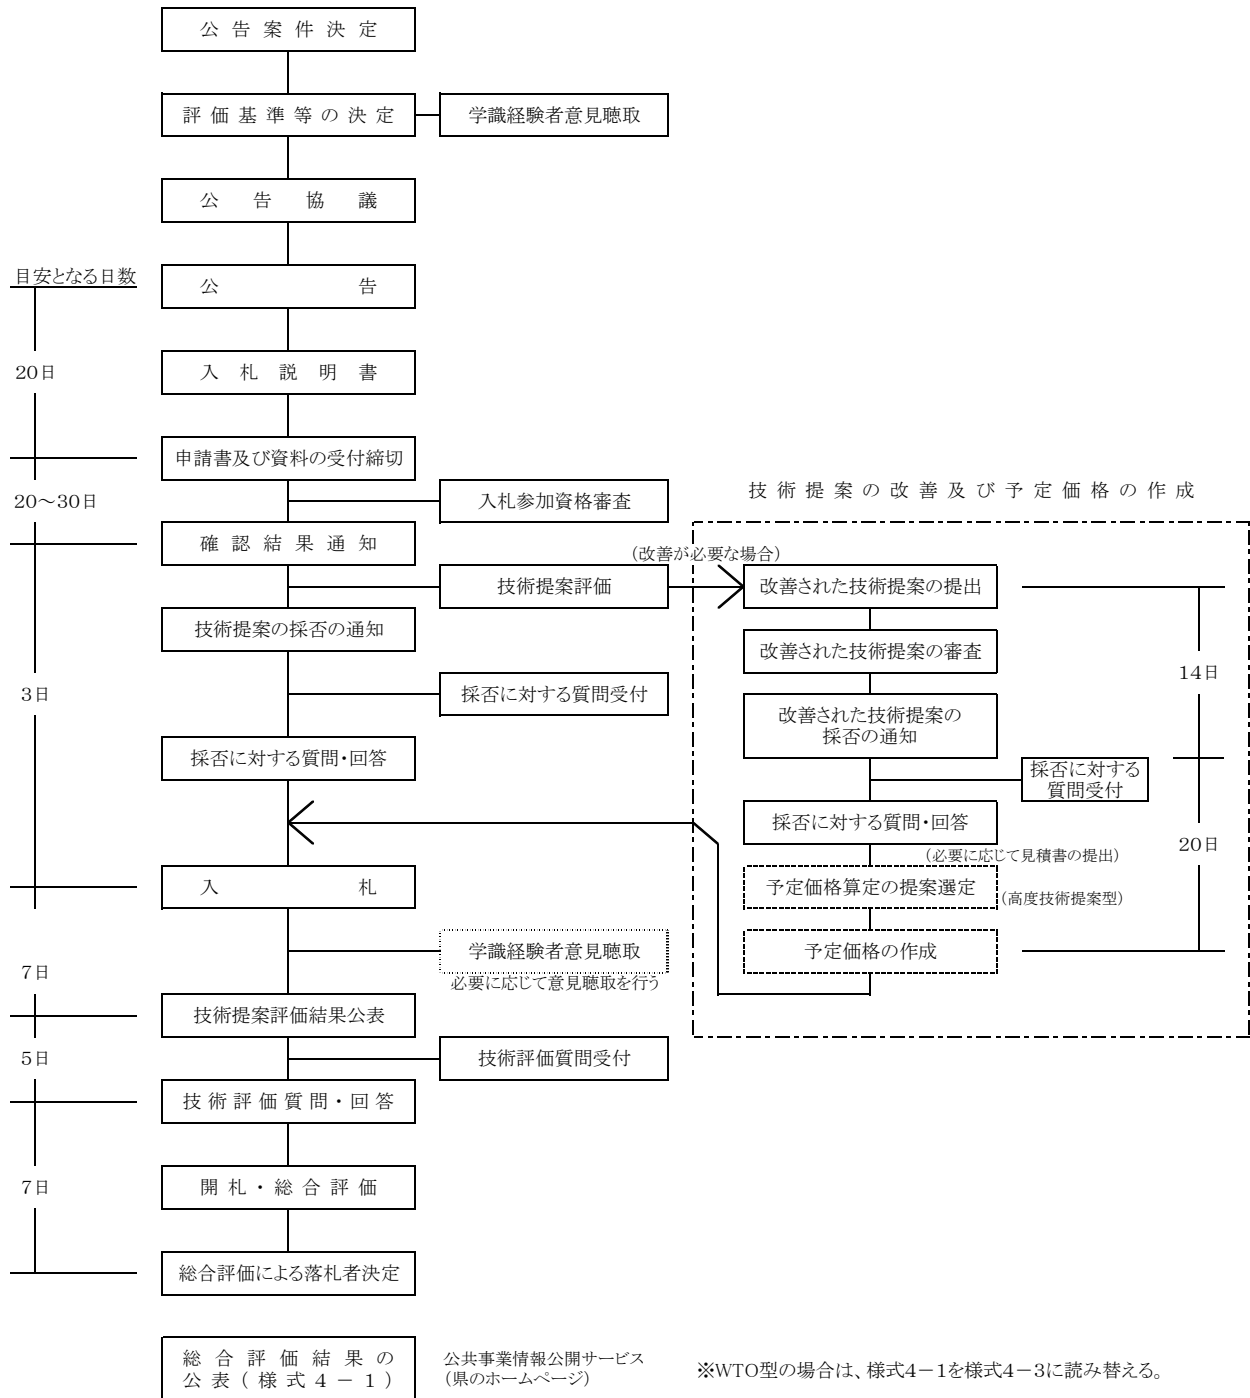 公告案件決定
評価基準等の決定
学識経験者意見聴取
公告協議
目安となる日数
公告
20日
入札説明書
申請書及び資料の受付締切
20～30日
入札参加資格審査
技術提案の改善及び予定価格の作成
確認結果通知
(改善が必要な場合)
技術提案評価
改善された技術提案の提出
技術提案の採否の通知
改善された技術提案の審査
14日
3日
採否に対する質問受付
改善された技術提案の
採否の通知
採否に対する質問・回答
採否に対する
質問受付
採否に対する質問・回答
20日
(必要に応じて見積書の提出)
入札
予定価格算定の提案選定
(高度技術提案型)
学識経験者意見聴取
予定価格の作成
7日
必要に応じて意見聴取を行う
技術提案評価結果公表
5日
技術評価質問受付
技術評価質問・回答
7日
開札・総合評価
総合評価による落札者決定
総合評価結果の
公表(様式4－1)
公共事業情報公開サービス
(県のホームページ)
※WTO型の場合は、様式4－1を様式4－3に読み替える。